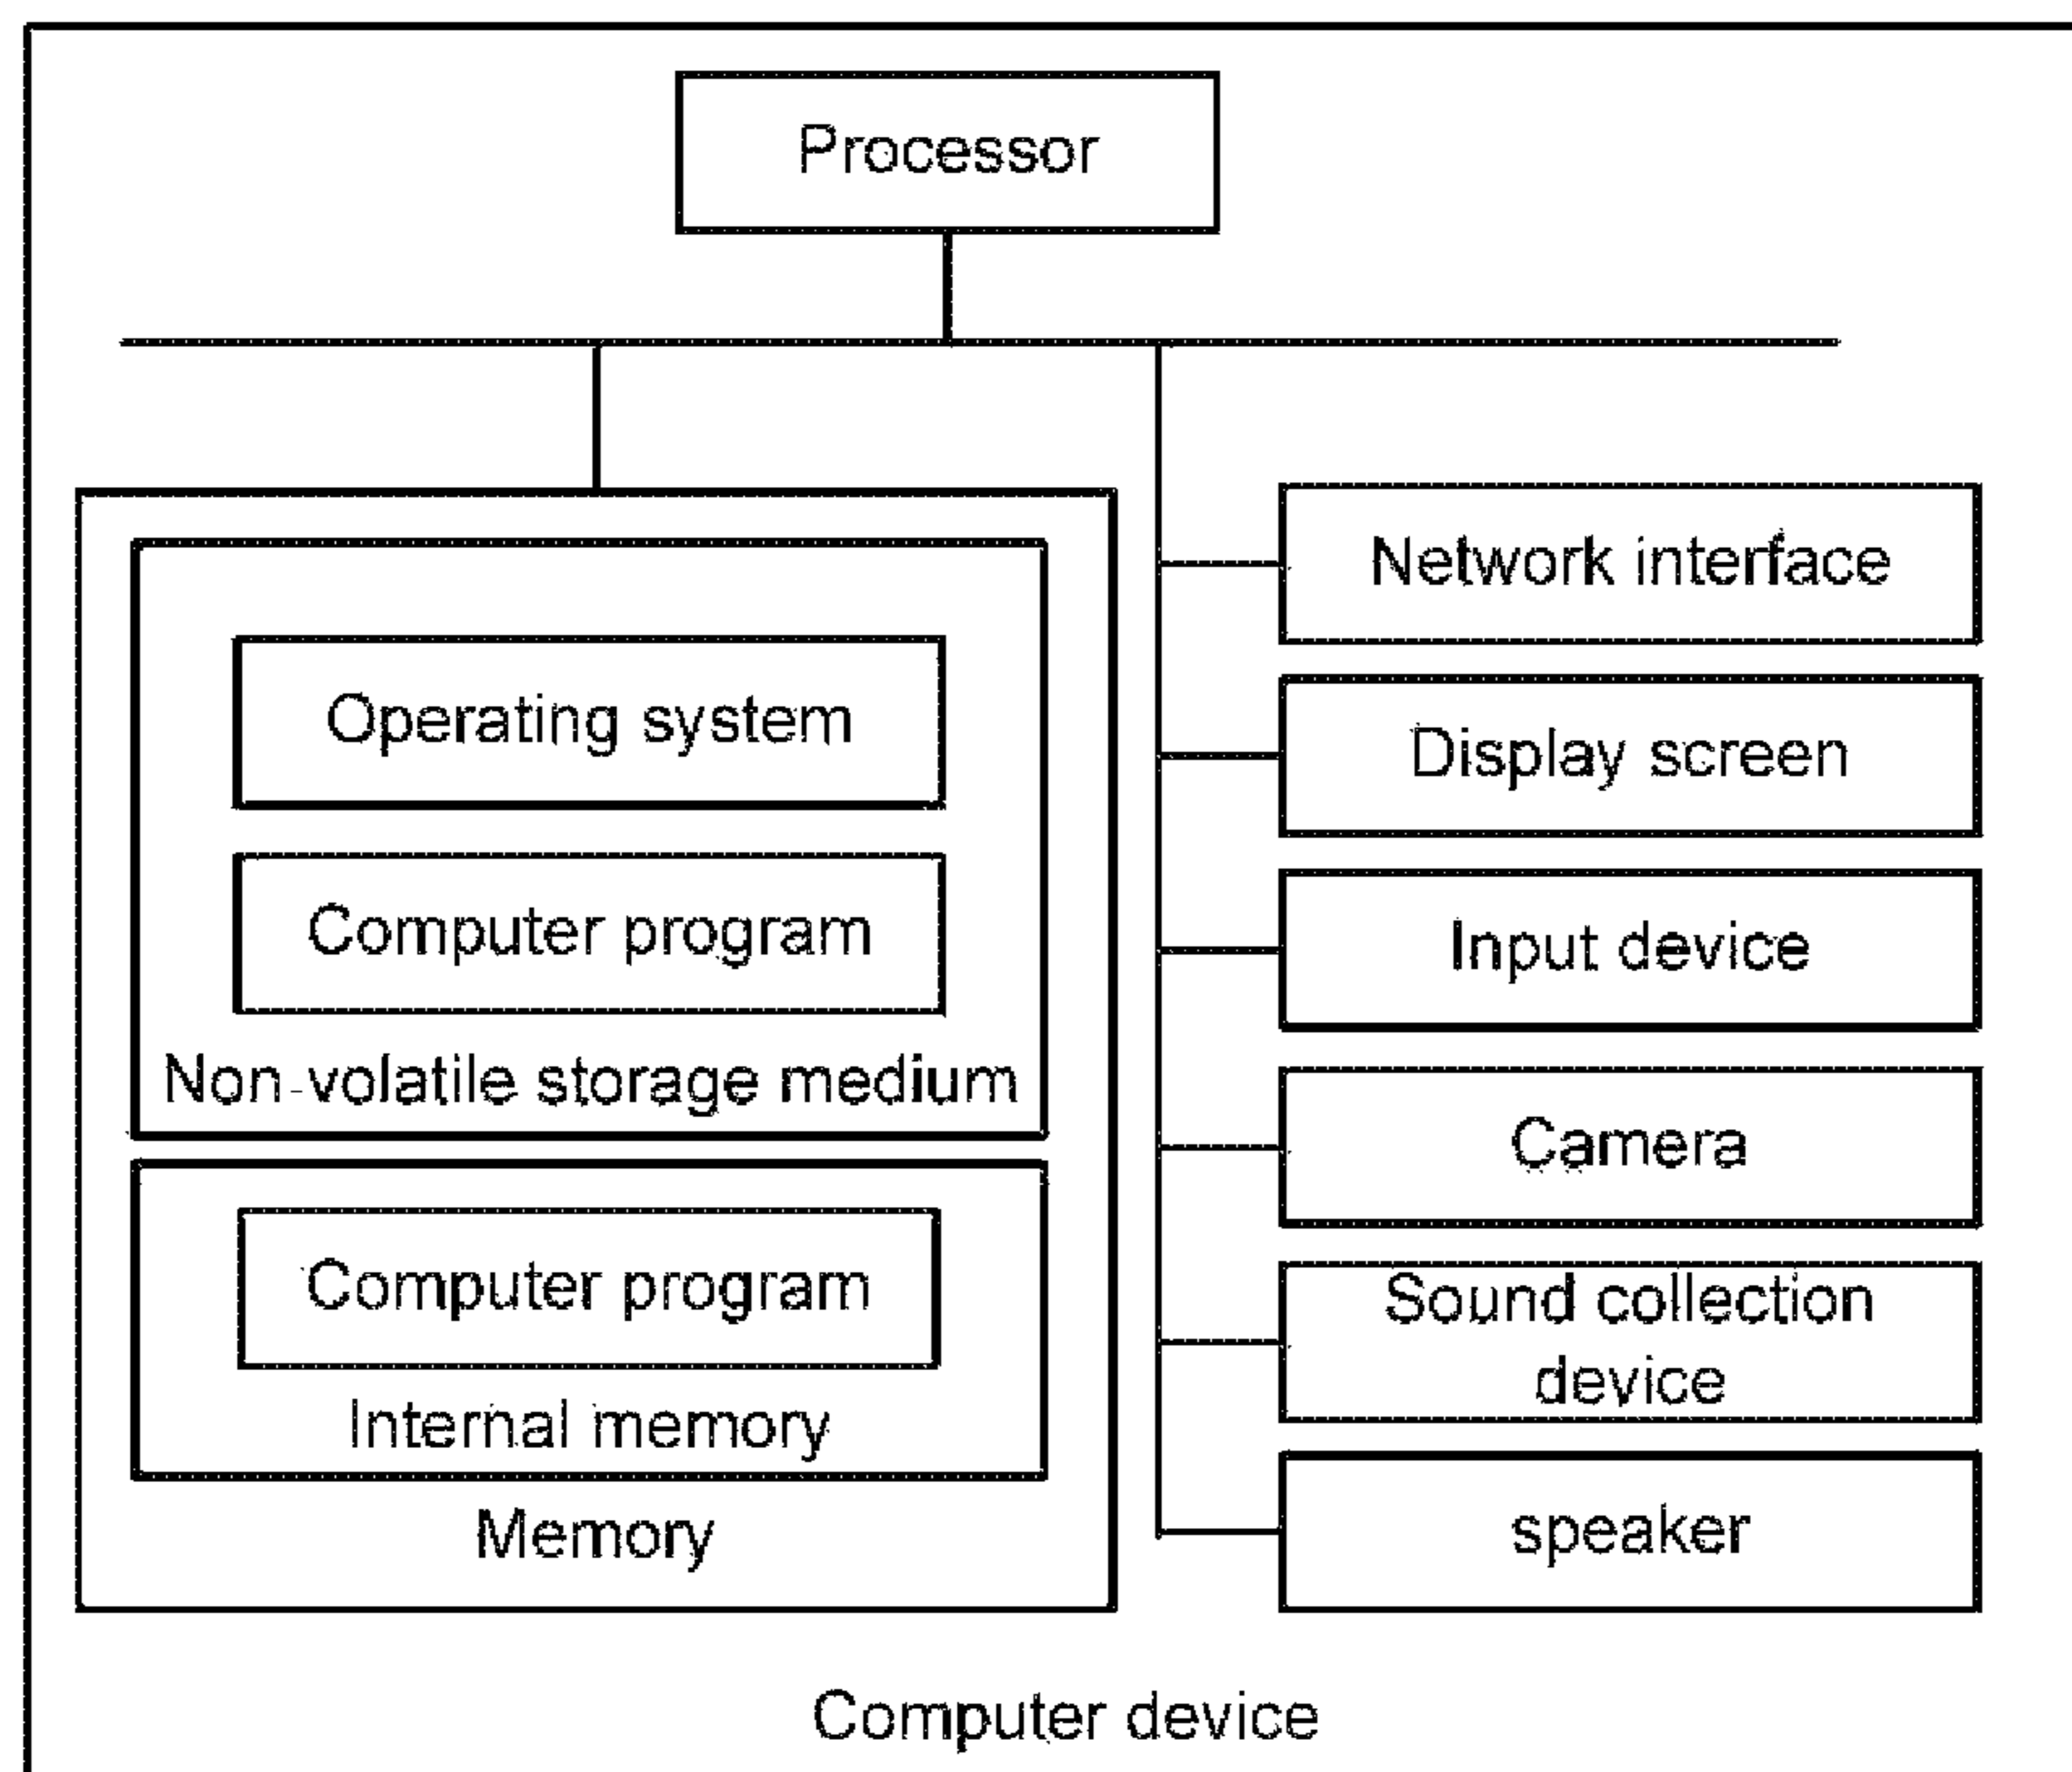 Processor
Operating system
Computer program
Non-volatile storage medium
Computer program
Internal memory
Memory
Network interface
Display screen
Input device
Camera
Sound collection
device
speaker
Computer device